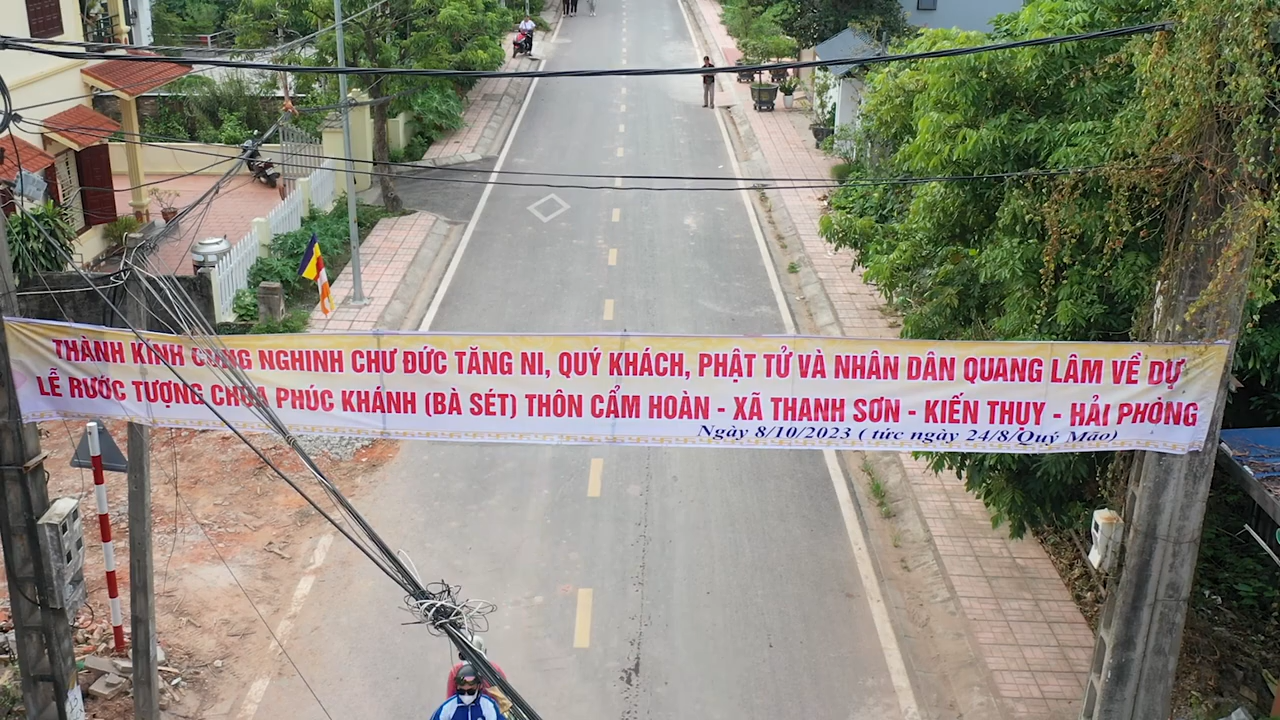 THÀNH KÍNH CUNG NGHINH CHƯ ĐỨC TĂNG NI, QUÝ KHÁCH, PHẬT TỬ VÀ NHÂN DÂN QUANG LÂM VỀ DỰ
LỄ RƯỚC TƯỢNG CHÙA PHÚC KHÁNH (BÀ SÉT) THÔN CẨM HOÀN - XÃ THANH SƠN - KIẾN THỤY - HẢI PHÒNG
Ngày 8/10/2023 ( tức ngày 24/8/Quý Mão)